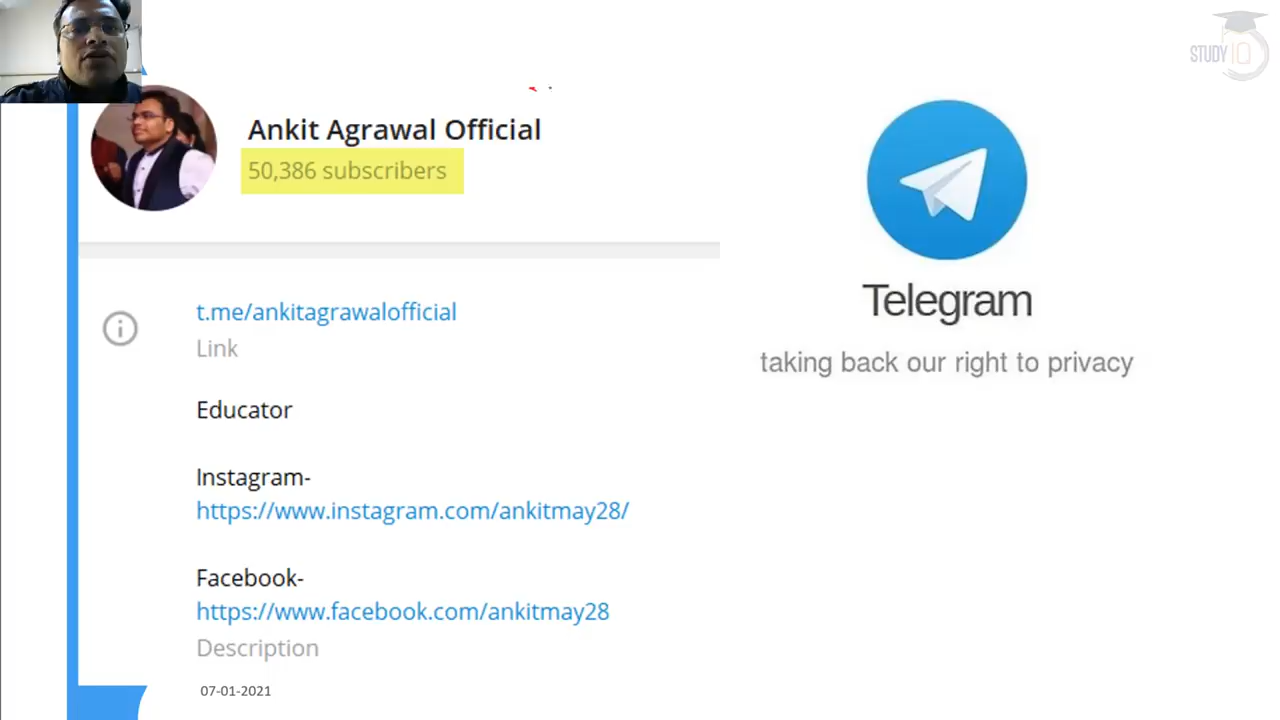 STUDY IQ
Ankit Agrawal Official
50,386 subscribers
t.me/ankitagrawalofficial
Link
Educator
Instagram-
https://www.instagram.com/ankitmay28/
Facebook-
https://www.facebook.com/ankitmay28
Description
07-01-2021
Telegram
taking back our right to privacy